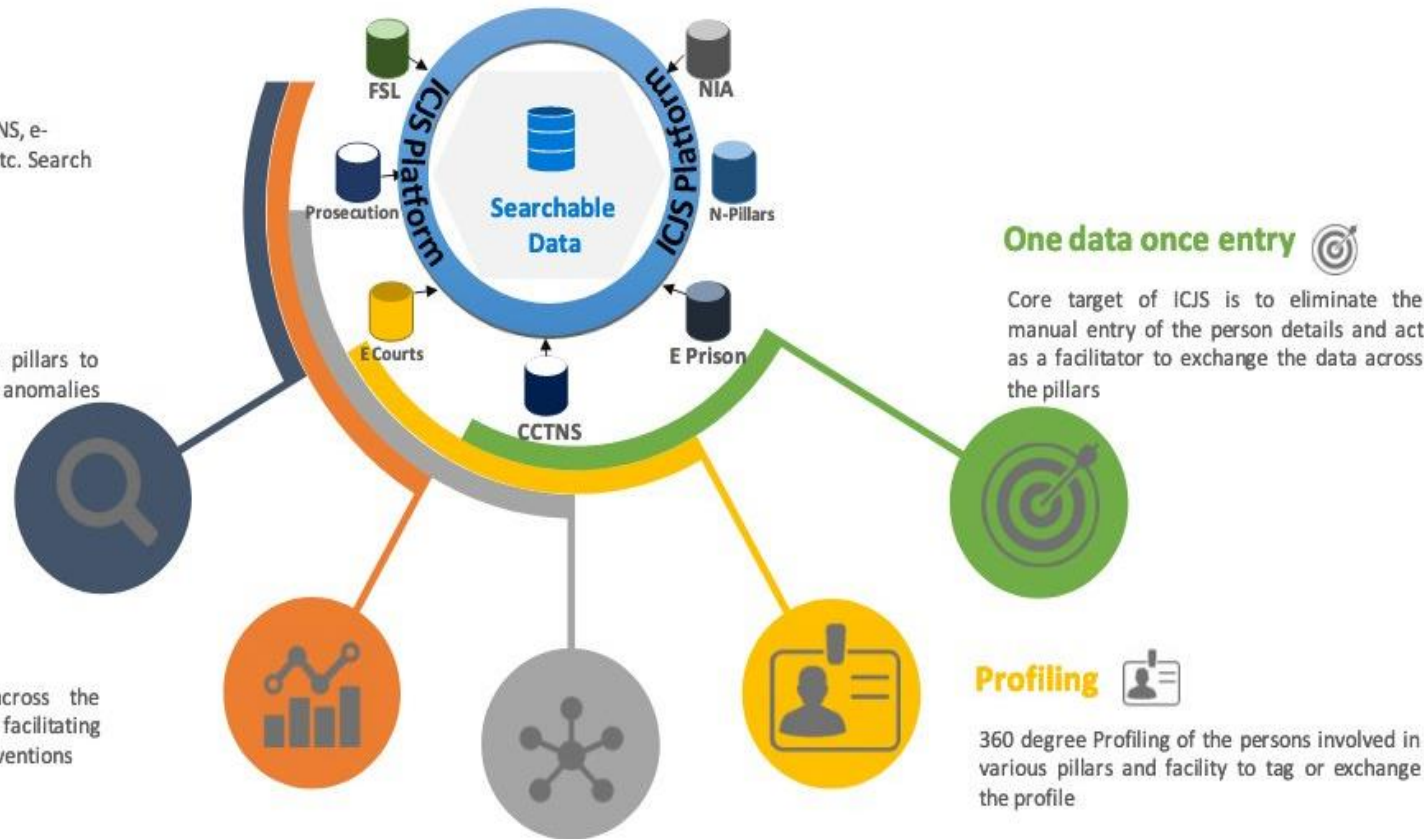 FSL
NIA
ICJS Platform
ICJS Platform
Prosecution
N-Pillars
Searchable
Data
E Courts
E Prison
CCTNS
NS, e-
tc. Search
pillars to
anomalies
across the
facilitating
ventions
One data once entry
Core target of ICJS is to eliminate the
manual entry of the person details and act
as a facilitator to exchange the data across
the pillars
Profiling
360 degree Profiling of the persons involved in
various pillars and facility to tag or exchange
the profile